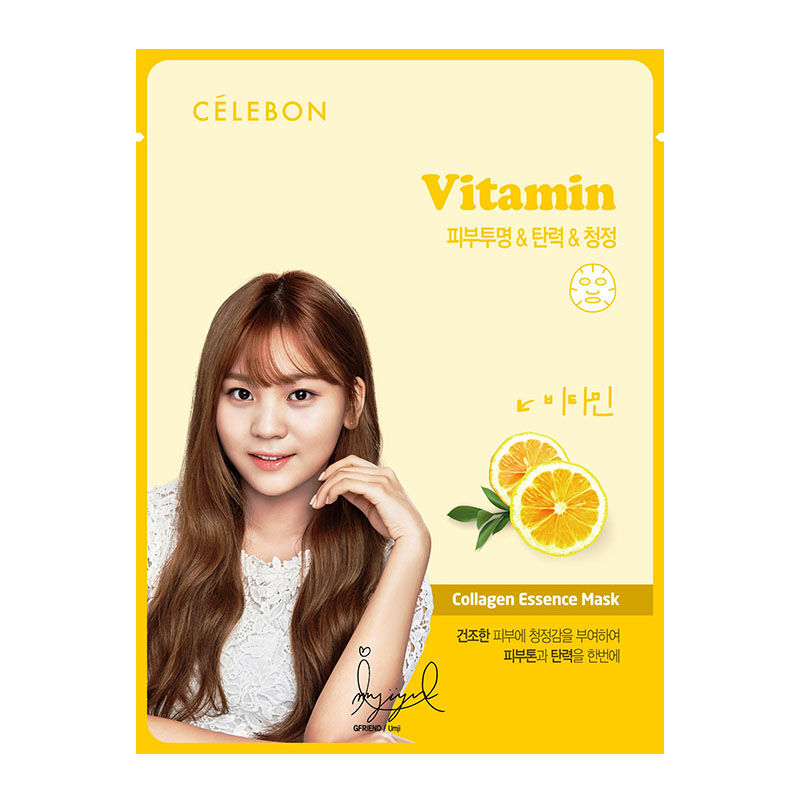 CÉLEBON
Vitamin
피부투명 & 탄력 & 청정
비타민
Collagen Essence Mask
건조한 피부에 청정감을 부여하여
피부톤과 탄력을 한번에
GFRIEND / Umji